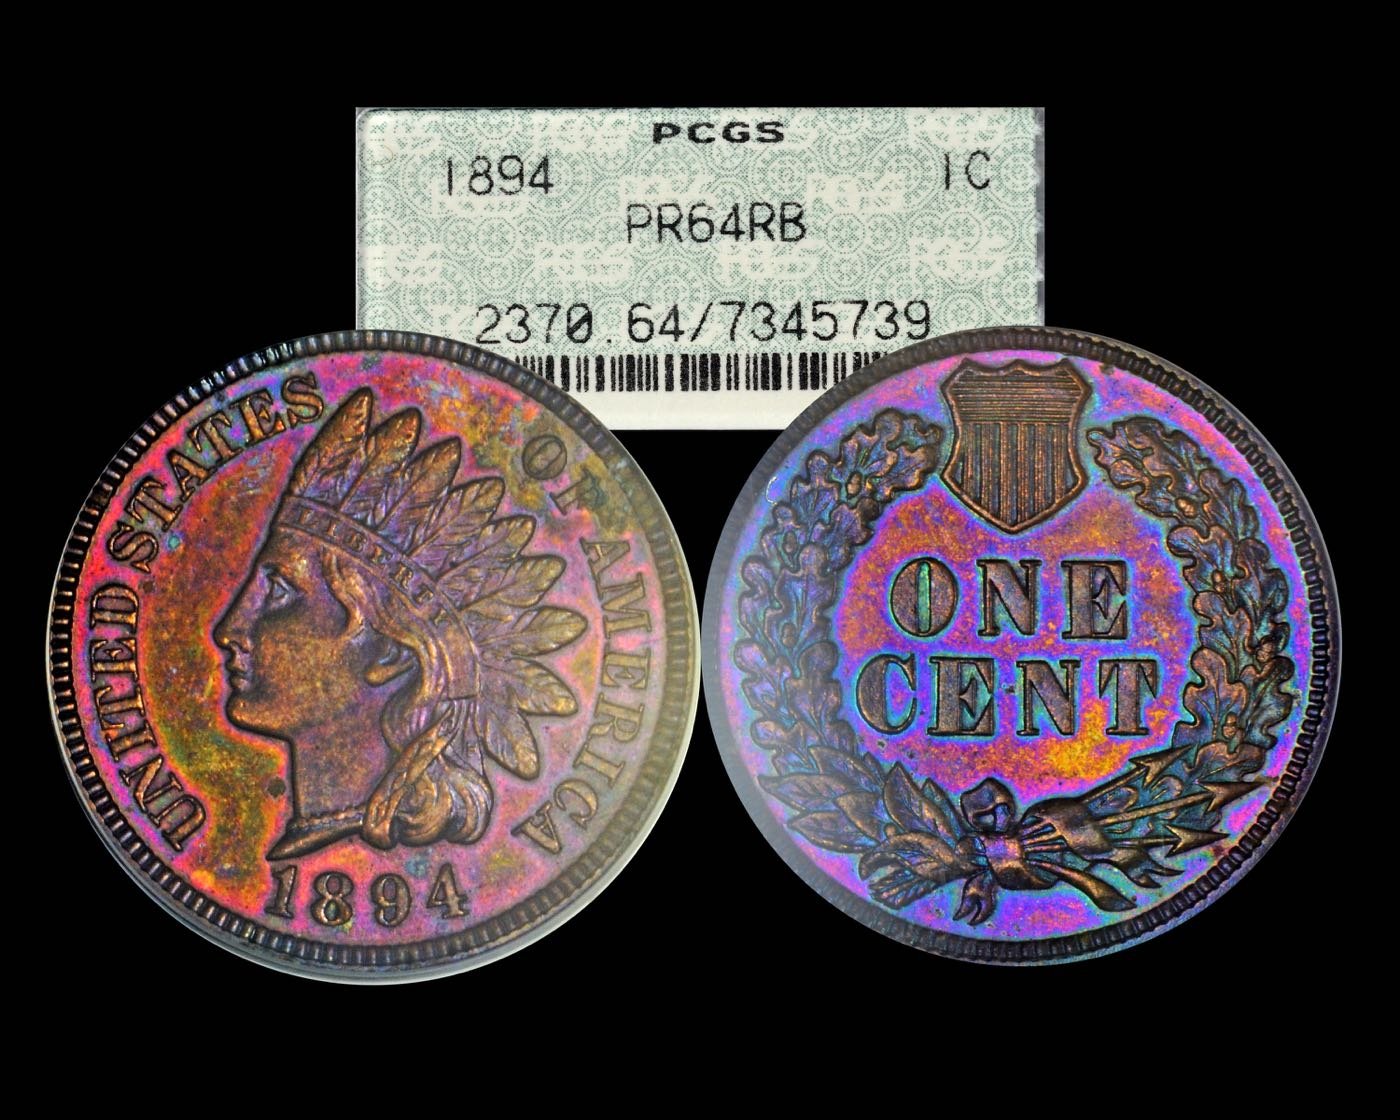 PCGS
1894 1C
PR64RB
2370.64/7345739
UNITED STATES OF AMERICA
LIBERTY
1894
ONE
CENT